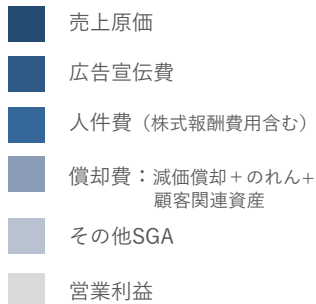 売上原価
広告宣伝費
人件費（株式報酬費用含む）
償却費：減価償却＋のれん+
顧客関連資産
その他SGA
営業利益